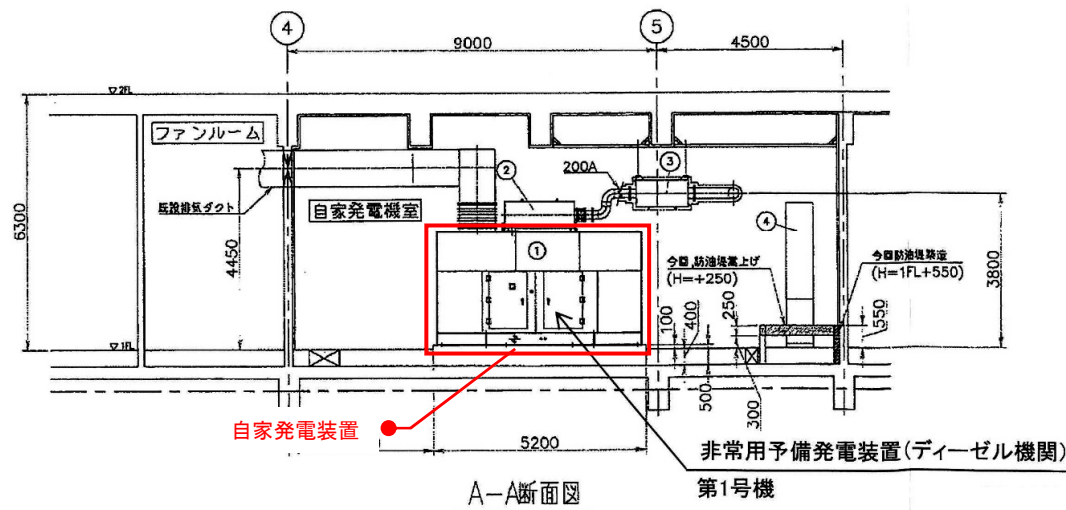 ④
⑤
9000
4500
▽2FL
ファンルーム
②
200A
③
既設排気ダクト
自家発電機室
6300
4450
①
④
今回,防油堤嵩上げ
(H=+250)
今回防油堤築造
(H=1FL+550)
3800
100
400
250
550
▽1FL
500
300
自家発電装置
5200
非常用予備発電装置(ディーゼル機関)
第1号機
A-A断面図